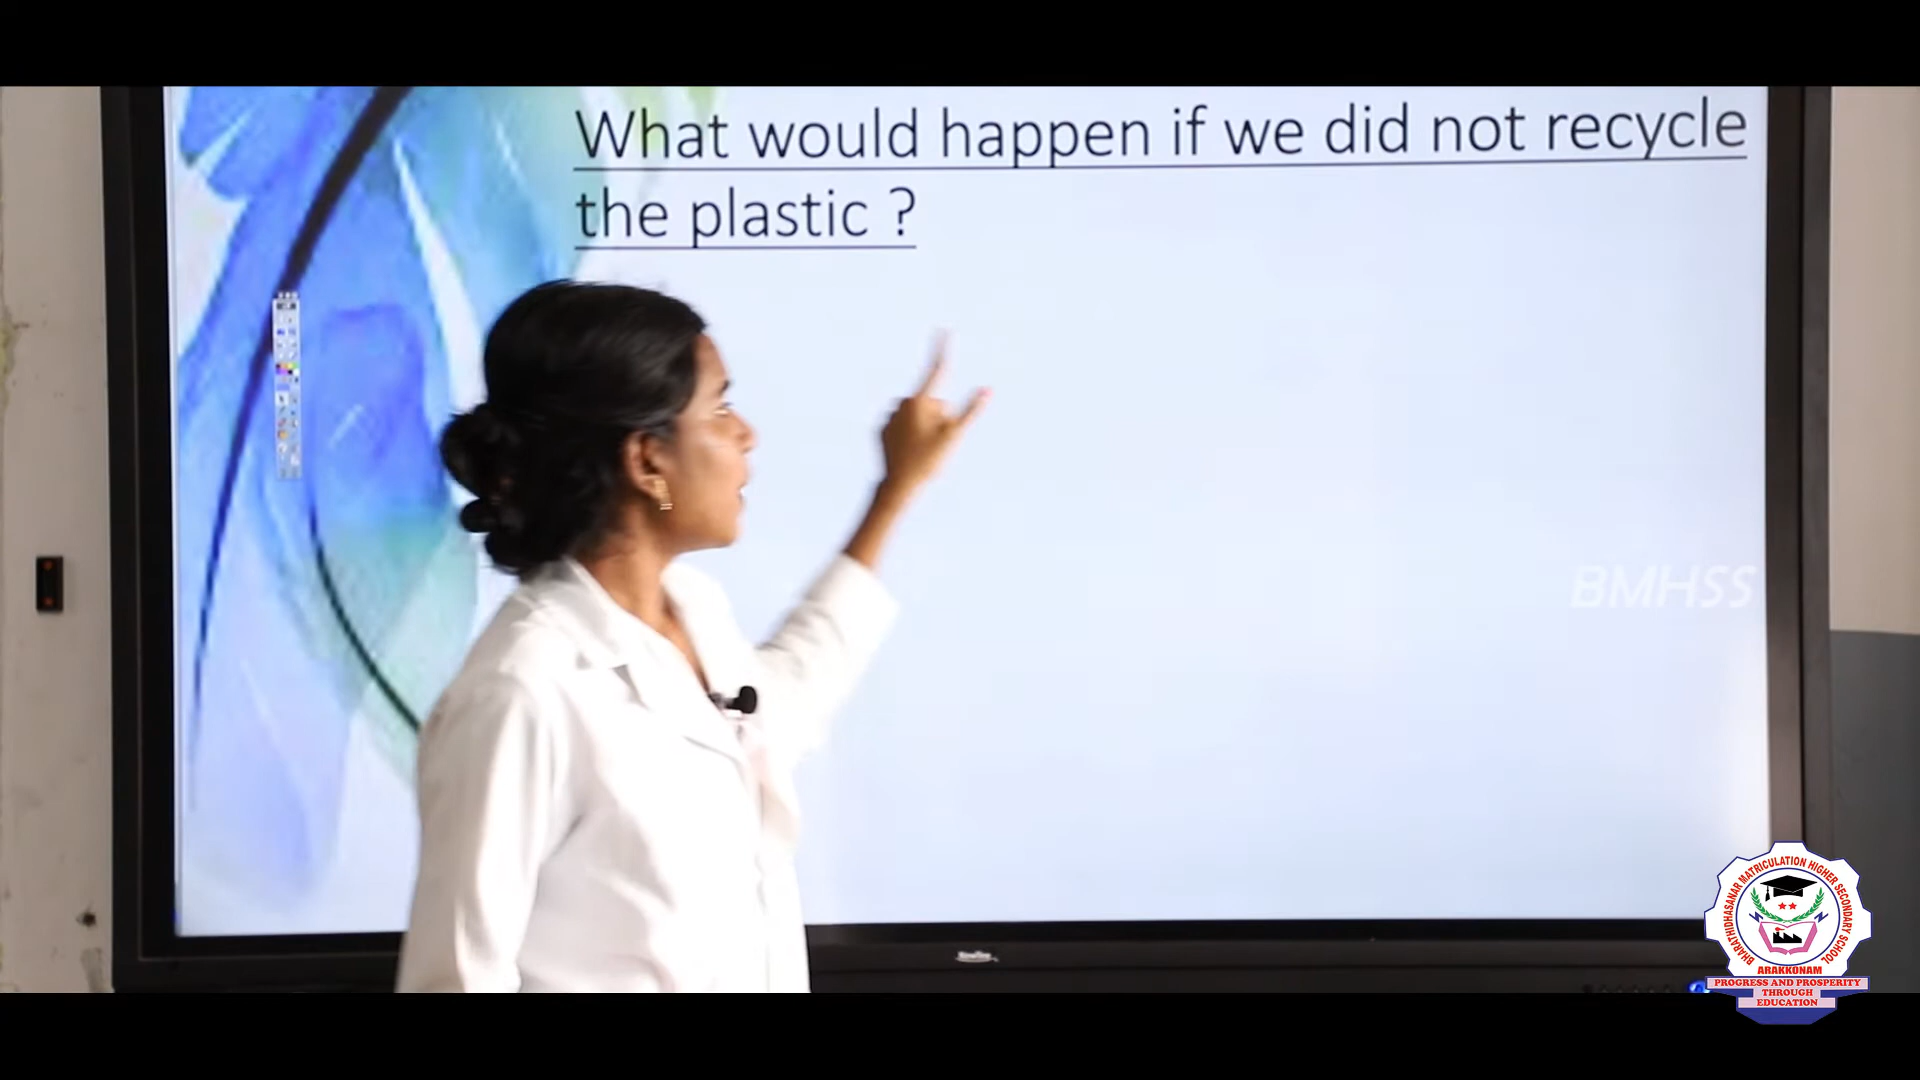 What would happen if we did not recycle
the plastic ?
BMHSS
BHARATHIDHASANAR MATRICULATION HIGHER SECONDARY SCHOOL
ARAKKONAM
PROGRESS AND PROSPERITY
THROUGH
EDUCATION